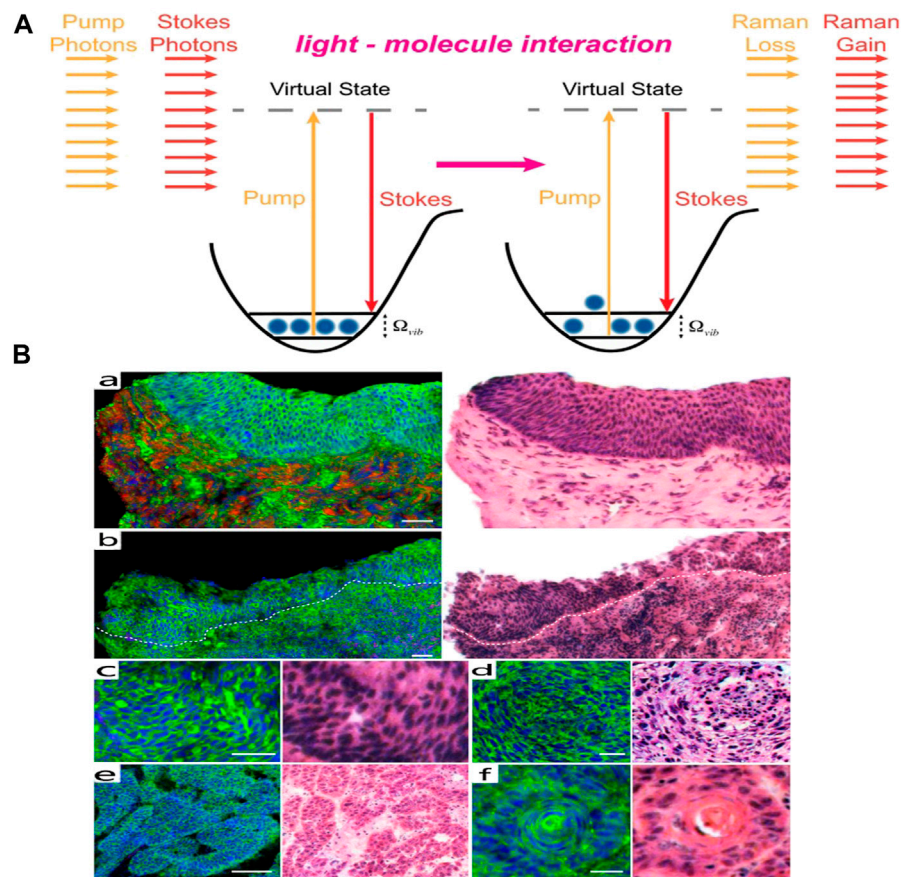 A
Pump
Photons
Stokes
Photons
light - molecule interaction
Raman
Loss
Raman
Gain
Virtual State
Virtual State
Pump
Stokes
Pump
Stokes
Ωvib
Ωvib
B
a
b
c
d
e
f